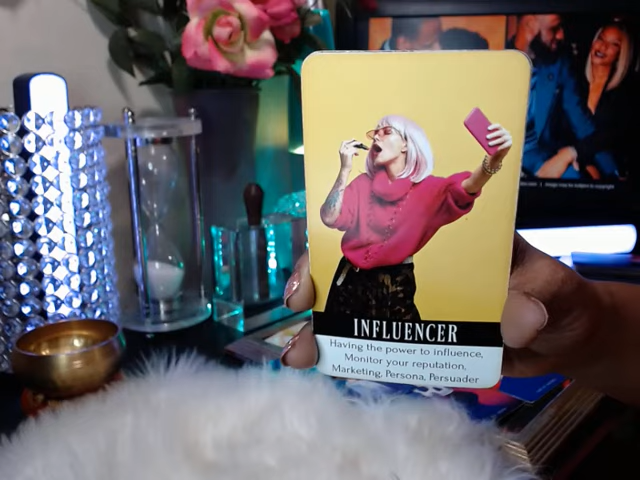 INFLUENCER
Having the power to influence,
Monitor your reputation,
Marketing, Persona, Persuader